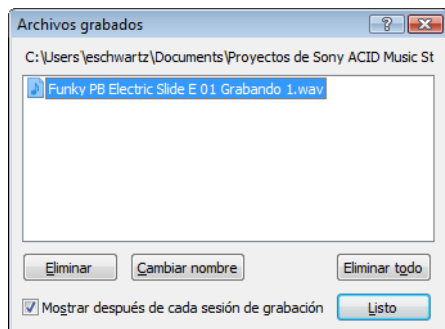 Archivos grabados
C:\Users\eschwartz\Documents\Proyectos de Sony ACID Music St
Funky PB Electric Slide E 01 Grabando 1.wav
Eliminar
Cambiar nombre
Eliminar todo
Mostrar después de cada sesión de grabación
Listo